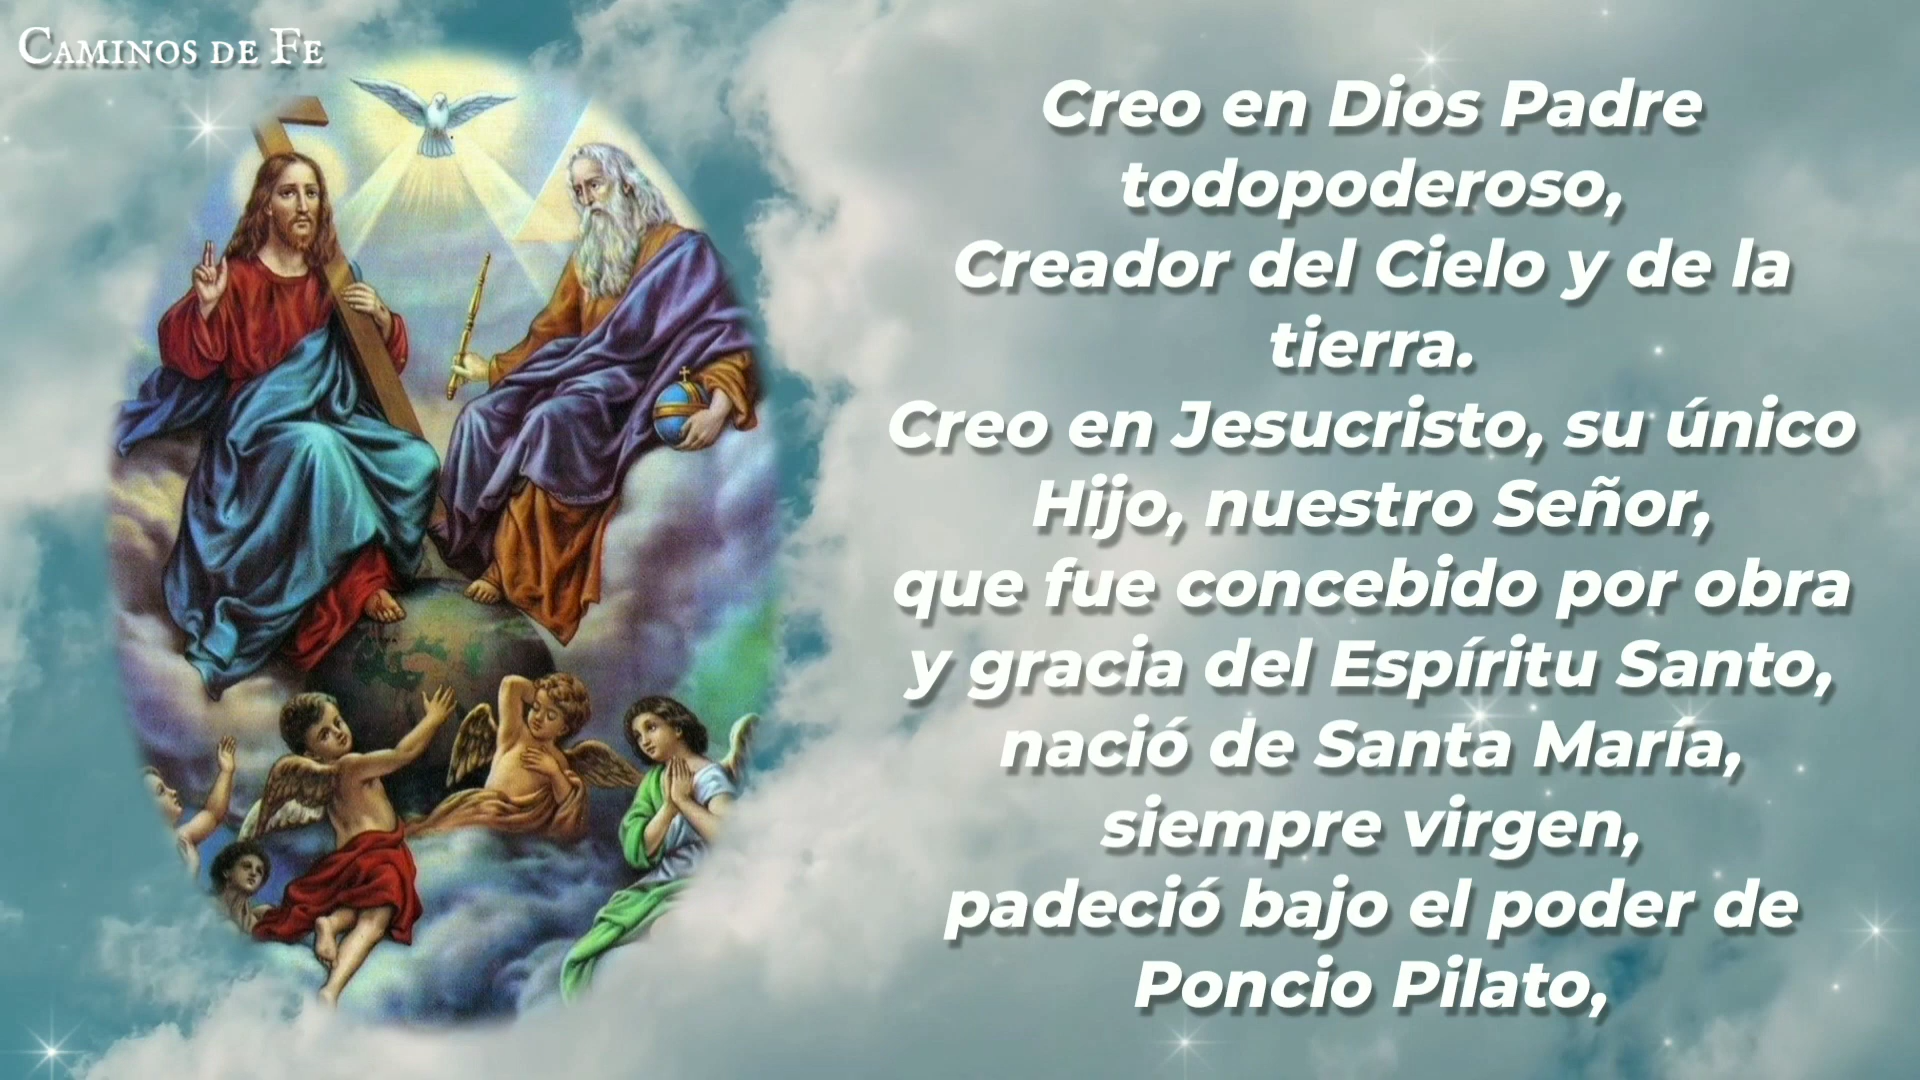 Caminos de Fe
Creo en Dios Padre
todopoderoso,
Creador del Cielo y de la
tierra.
Creo en Jesucristo, su único
Hijo, nuestro Señor,
que fue concebido por obra
y gracia del Espíritu Santo,
nació de Santa María,
siempre virgen,
padeció bajo el poder de
Poncio Pilato,